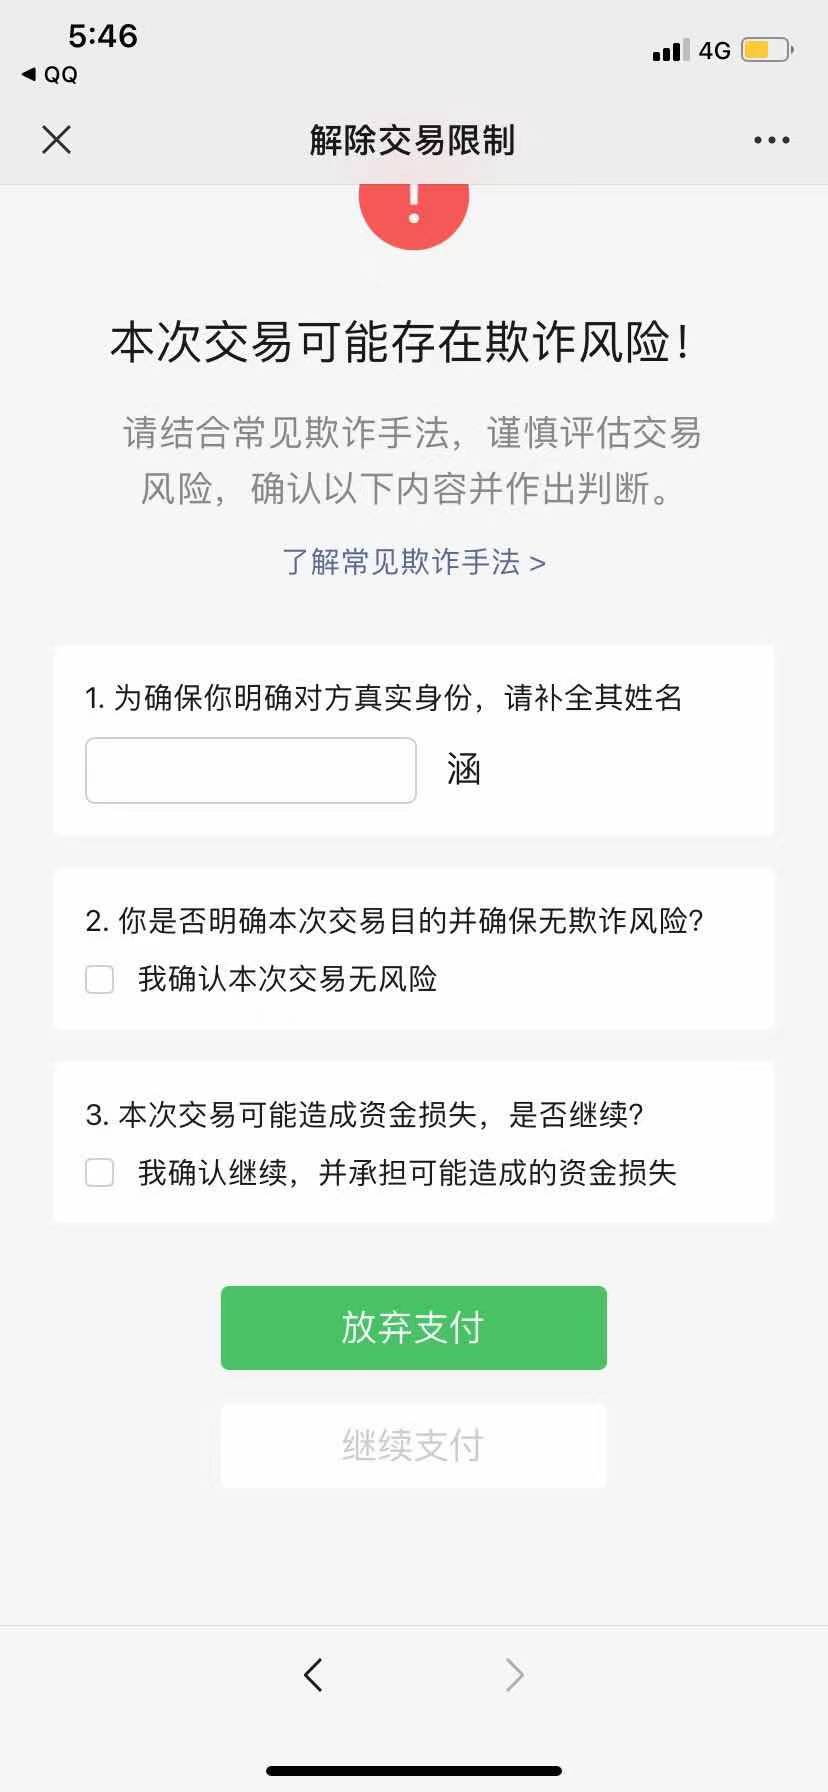 5:46
4G
QQ
解除交易限制
本次交易可能存在欺诈风险！
请结合常见欺诈手法，谨慎评估交易
风险，确认以下内容并作出判断。
了解常见欺诈手法 >
1. 为确保你明确对方真实身份，请补全其姓名
涵
2. 你是否明确本次交易目的并确保无欺诈风险?
我确认本次交易无风险
3. 本次交易可能造成资金损失，是否继续?
我确认继续，并承担可能造成的资金损失
放弃支付
继续支付